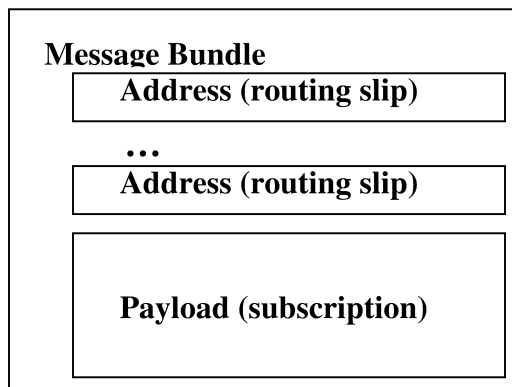 Message Bundle
Address (routing slip)
...
Address (routing slip)
Payload (subscription)